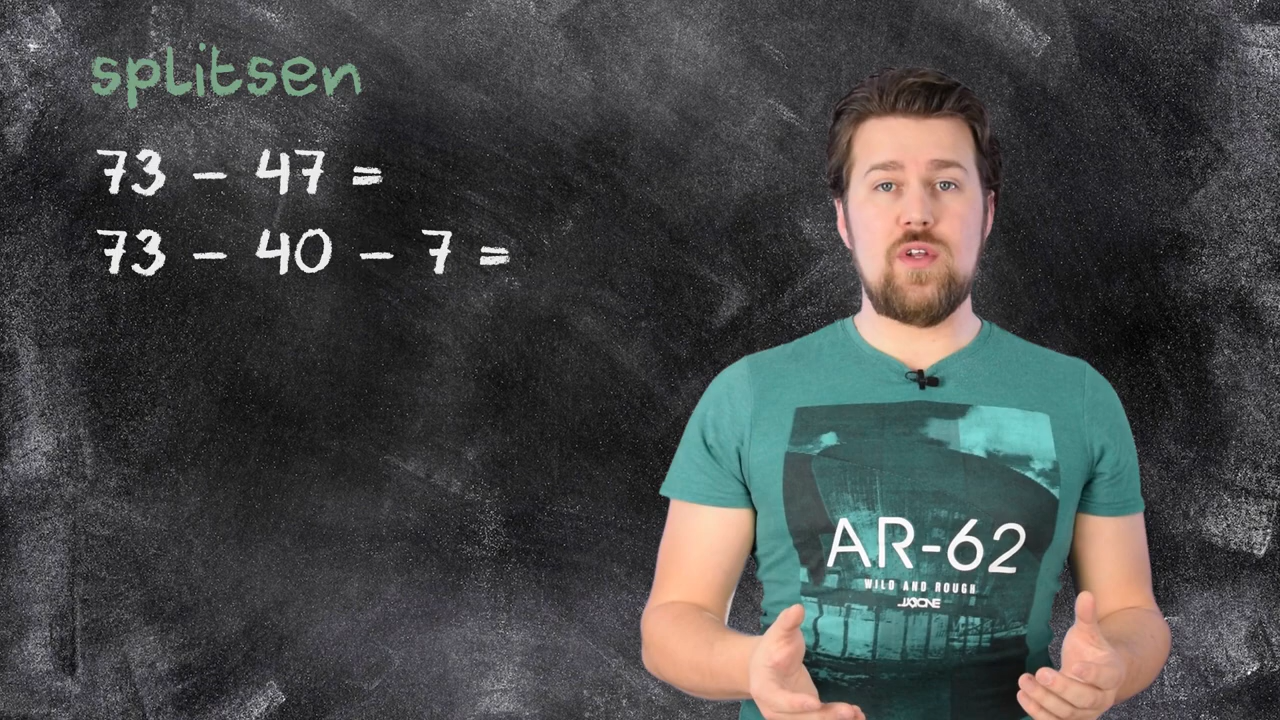 splitsen
73 - 47 =
73 - 40 - 7 =
AR-62
WILD AND ROUGH